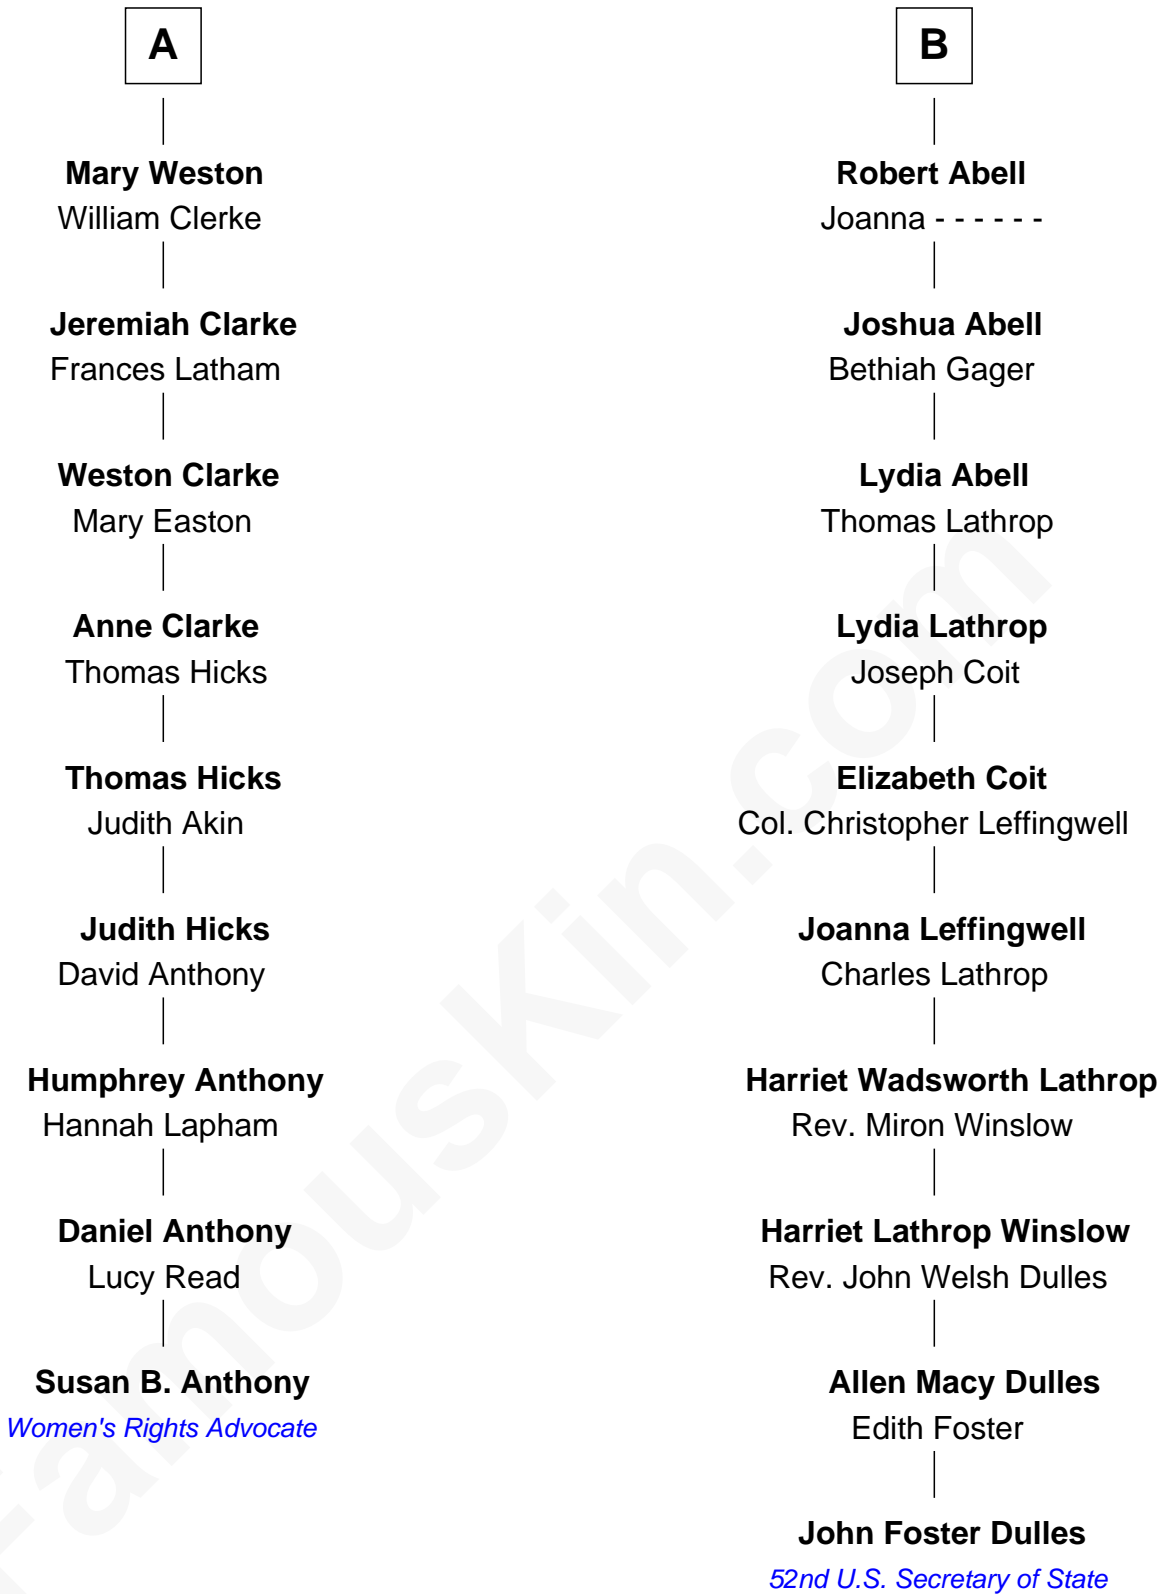 A
Mary Weston
William Clerke
Jeremiah Clarke
Frances Latham
Weston Clarke
Mary Easton
Anne Clarke
Thomas Hicks
Thomas Hicks
Judith Akin
Judith Hicks
David Anthony
Humphrey Anthony
Hannah Lapham
Daniel Anthony
Lucy Read
Susan B. Anthony
Women's Rights Advocate
B
Robert Abell
Joanna - - - - - -
Joshua Abell
Bethiah Gager
Lydia Abell
Thomas Lathrop
Lydia Lathrop
Joseph Coit
Elizabeth Coit
Col. Christopher Leffingwell
Joanna Leffingwell
Charles Lathrop
Harriet Wadsworth Lathrop
Rev. Miron Winslow
Harriet Lathrop Winslow
Rev. John Welsh Dulles
Allen Macy Dulles
Edith Foster
John Foster Dulles
52nd U.S. Secretary of State
FamousKin.com